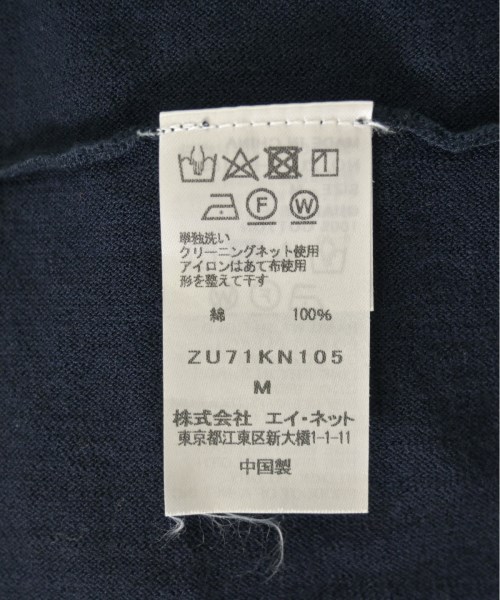 F W
単独洗い
クリーニングネット使用
アイロンはあて布使用
形を整えて干す
綿 100%
ZU71KN105
M
株式会社 エイ・ネット
東京都江東区新大橋1-1-11
中国製